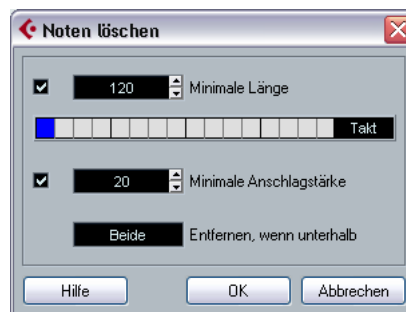 Noten löschen
120 Minimale Länge
Takt
20 Minimale Anschlagstärke
Beide Entfernen, wenn unterhalb
Hilfe OK Abbrechen